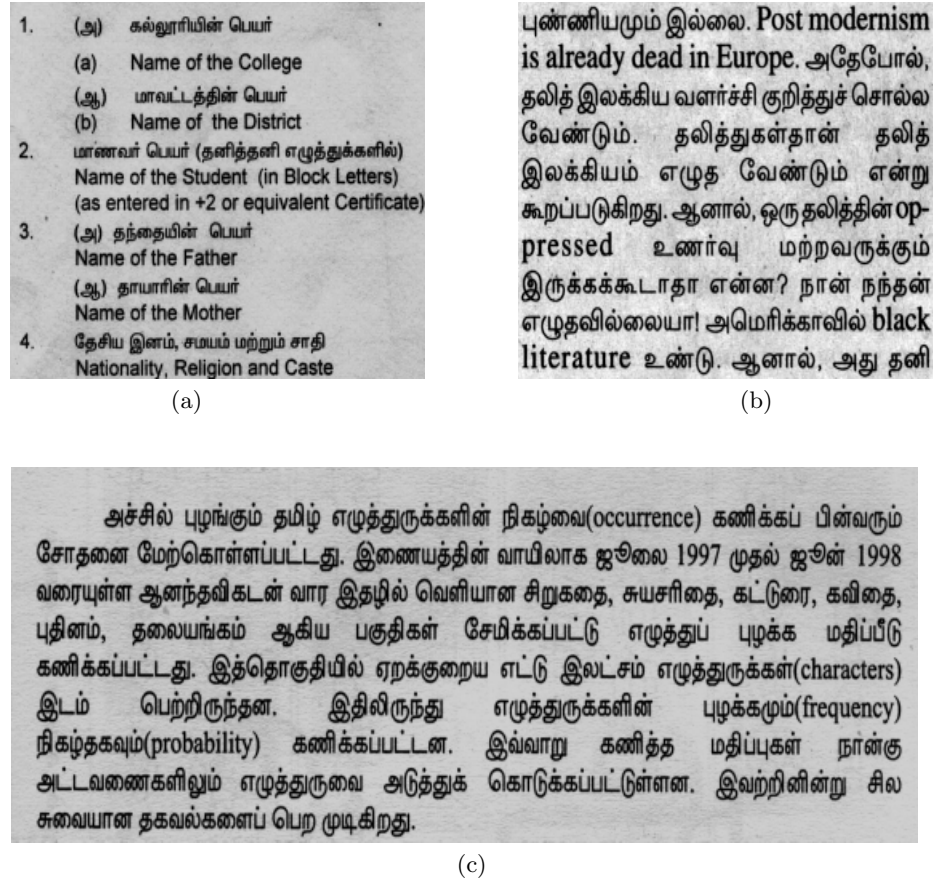 1. (அ) கல்லூரியின் பெயர்
(a) Name of the College
(ஆ) மாவட்டத்தின் பெயர்
(b) Name of the District
2. மாணவர் பெயர் (தனித்தனி எழுத்துக்களில்)
Name of the Student (in Block Letters)
(as entered in +2 or equivalent Certificate)
3. (அ) தந்தையின் பெயர்
Name of the Father
(ஆ) தாயாரின் பெயர்
Name of the Mother
4. தேசிய இனம், சமயம் மற்றும் சாதி
Nationality, Religion and Caste
(a)
புண்ணியமும் இல்லை. Post modernism
is already dead in Europe. அதேபோல்,
தலித் இலக்கிய வளர்ச்சி குறித்துச் சொல்ல
வேண்டும். தலித்துகள்தான் தலித்
இலக்கியம் எழுத வேண்டும் என்று
கூறப்படுகிறது. ஆனால், ஒரு தலித்தின் op-
pressed உணர்வு மற்றவருக்கும்
இருக்கக்கூடாதா என்ன? நான் நந்தன்
எழுதவில்லையா! அமெரிக்காவில் black
literature உண்டு. ஆனால், அது தனி
(b)
அச்சில் புழங்கும் தமிழ் எழுத்துருக்களின் நிகழ்வை(occurrence) கணிக்கப் பின்வரும்
சோதனை மேற்கொள்ளப்பட்டது. இணையத்தின் வாயிலாக ஜூலை 1997 முதல் ஜூன் 1998
வரையுள்ள ஆனந்தவிகடன் வார இதழில் வெளியான சிறுகதை, சுயசரிதை, கட்டுரை, கவிதை,
புதினம், தலையங்கம் ஆகிய பகுதிகள் சேமிக்கப்பட்டு எழுத்துப் புழக்க மதிப்பீடு
கணிக்கப்பட்டது. இத்தொகுதியில் ஏறக்குறைய எட்டு இலட்சம் எழுத்துருக்கள்(characters)
இடம் பெற்றிருந்தன. இதிலிருந்து எழுத்துருக்களின் புழக்கமும்(frequency)
நிகழ்தகவும்(probability) கணிக்கப்பட்டன. இவ்வாறு கணித்த மதிப்புகள் நான்கு
அட்டவணைகளிலும் எழுத்துருவை அடுத்துக் கொடுக்கப்பட்டுள்ளன. இவற்றினின்று சில
சுவையான தகவல்களைப் பெற முடிகிறது.
(c)